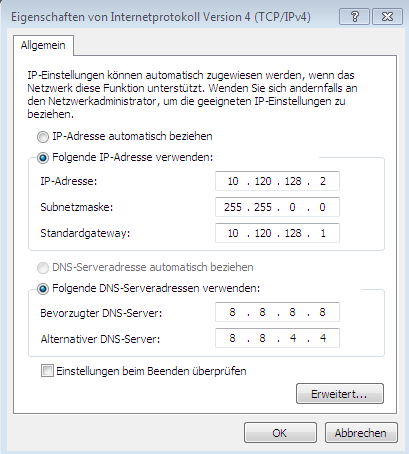 Eigenschaften von Internetprotokoll Version 4 (TCP/IPv4)
?
Allgemein
IP-Einstellungen können automatisch zugewiesen werden, wenn das
Netzwerk diese Funktion unterstützt. Wenden Sie sich andernfalls an
den Netzwerkadministrator, um die geeigneten IP-Einstellungen zu
beziehen.
IP-Adresse automatisch beziehen
Folgende IP-Adresse verwenden:
IP-Adresse: 10 . 120 . 128 . 2
Subnetzmaske: 255 . 255 . 0 . 0
Standardgateway: 10 . 120 . 128 . 1
DNS-Serveradresse automatisch beziehen
Folgende DNS-Serveradressen verwenden:
Bevorzugter DNS-Server: 8 . 8 . 8 . 8
Alternativer DNS-Server: 8 . 8 . 4 . 4
Einstellungen beim Beenden überprüfen
Erweitert...
OK Abbrechen